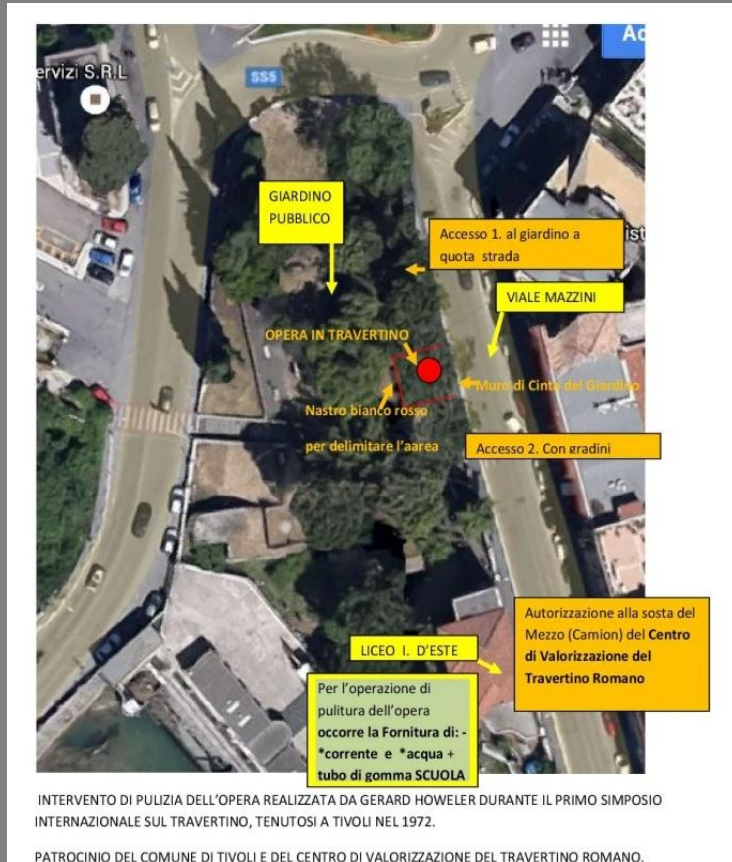 Ac
ervizi S.R.L
SS5
GIARDINO
PUBBLICO
Accesso 1. al giardino a
quota strada
ist
VIALE MAZZINI
OPERA IN TRAVERTINO
Muro di Cinta del Giardino
Nastro bianco rosso
per delimitare l'aarea
Accesso 2. Con gradini
Autorizzazione alla sosta del
Mezzo (Camion) del Centro
di Valorizzazione del
Travertino Romano
LICEO I. D'ESTE
Per l'operazione di
pulitura dell'opera
occorre la Fornitura di: -
*corrente e *acqua +
tubo di gomma SCUOLA
INTERVENTO DI PULIZIA DELL'OPERA REALIZZATA DA GERARD HOWELER DURANTE IL PRIMO SIMPOSIO
INTERNAZIONALE SUL TRAVERTINO, TENUTOSI A TIVOLI NEL 1972.
PATROCINIO DEL COMUNE DI TIVOLI E DEL CENTRO DI VALORIZZAZIONE DEL TRAVERTINO ROMANO.